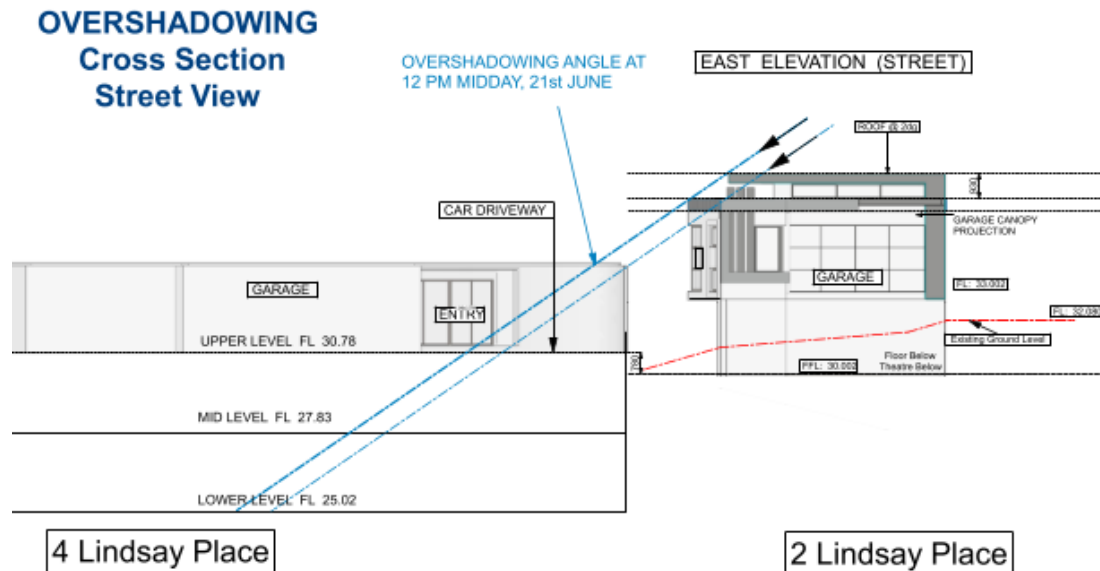 OVERSHADOWING
Cross Section
Street View
OVERSHADOWING ANGLE AT
12 PM MIDDAY, 21st JUNE
EAST ELEVATION (STREET)
ROOF @ 2dg
930
CAR DRIVEWAY
GARAGE CANOPY
PROJECTION
GARAGE
GARAGE
ENTRY
FL: 33.002
FL: 32.080
UPPER LEVEL FL 30.78
Existing Ground Level
780
Floor Below
Theatre Below
FFL: 30.002
MID LEVEL FL 27.83
LOWER LEVEL FL 25.02
4 Lindsay Place
2 Lindsay Place